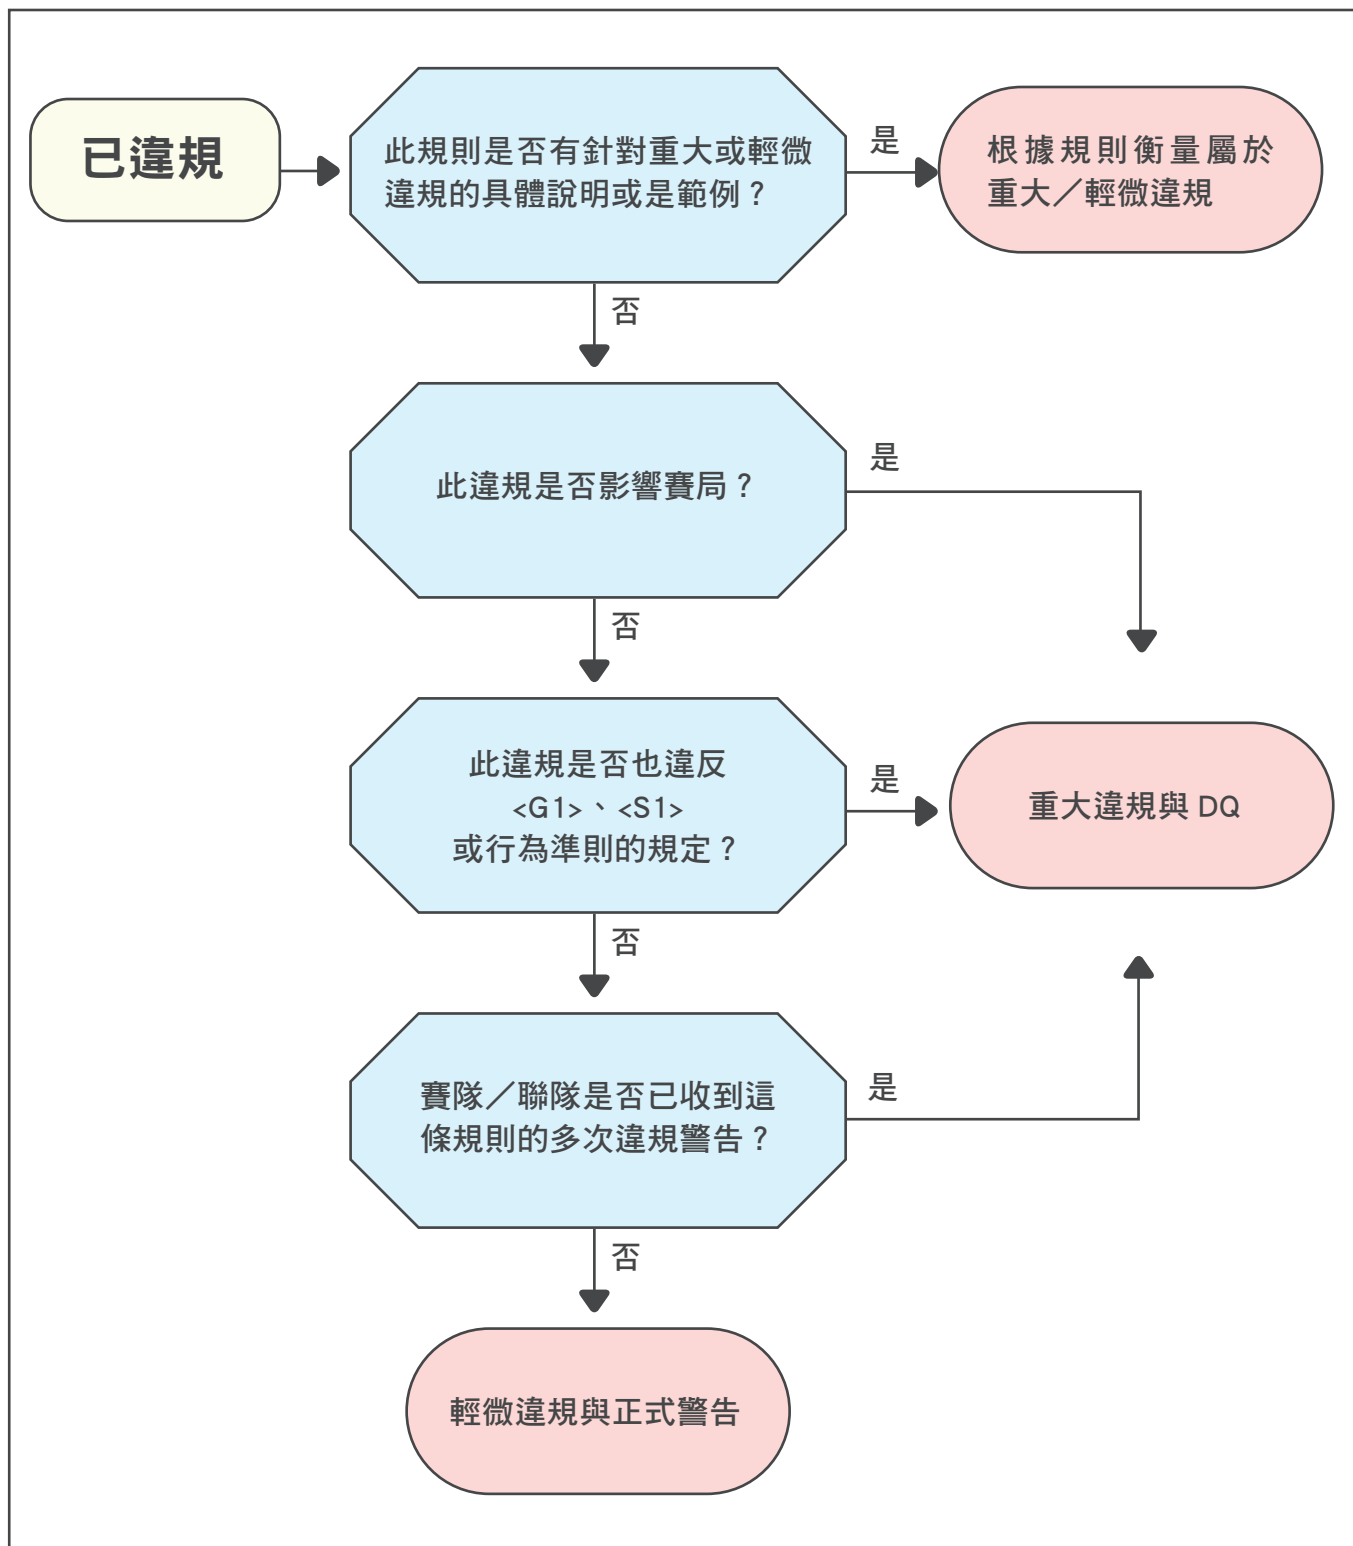 已違規
此規則是否有針對重大或輕微
違規的具體說明或是範例？
是
根據規則衡量屬於
重大／輕微違規
否
此違規是否影響賽局？
是
否
此違規是否也違反
<G1>、<S1>
或行為準則的規定？
是
重大違規與 DQ
否
賽隊／聯隊是否已收到這
條規則的多次違規警告？
是
否
輕微違規與正式警告